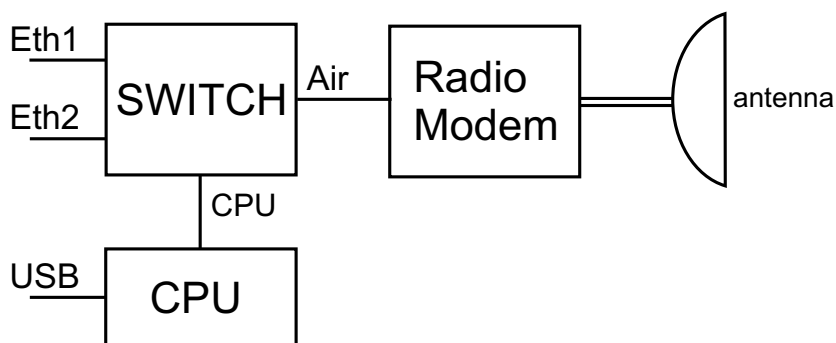 Eth1
Eth2
SWITCH
Air
Radio
Modem
antenna
CPU
USB
CPU